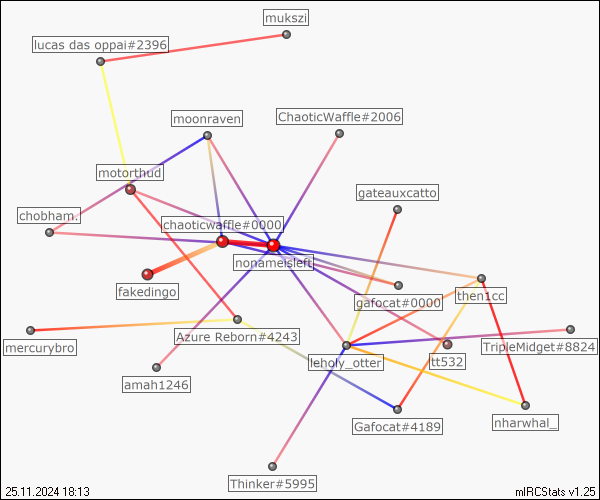 mukszi
lucas das oppai#2396
moonraven
ChaoticWaffle#2006
motorthud
gateauxcatto
chobham.
chaoticwaffle#0000
nonameisleft
fakedingo
gafocat#0000
then1cc
Azure Reborn#4243
mercurybro
TripleMidget#8824
leholy_otter
tt532
amah1246
nharwhal_
Gafocat#4189
Thinker#5995
25.11.2024 18:13
mIRCStats v1.25